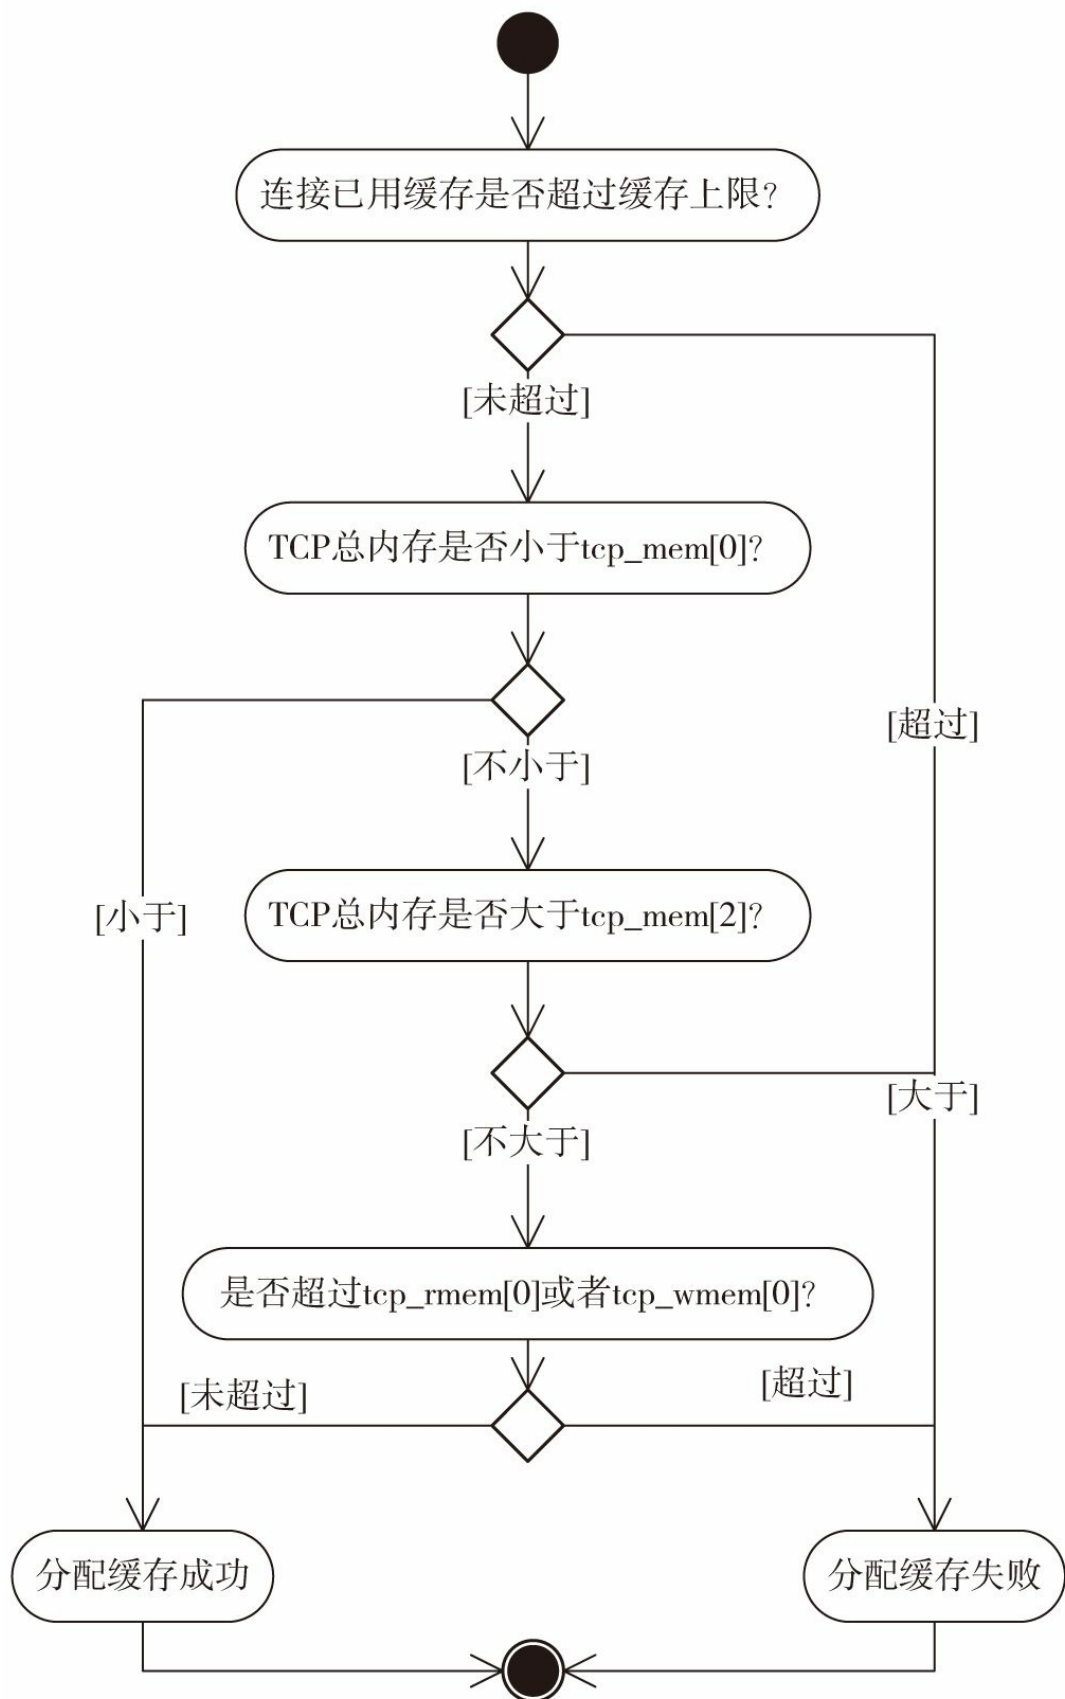 连接已用缓存是否超过缓存上限?
[未超过]
TCP总内存是否小于tcp_mem[0]?
[超过]
[不小于]
[小于]
TCP总内存是否大于tcp_mem[2]?
[大于]
[不大于]
是否超过tcp_rmem[0]或者tcp_wmem[0]?
[未超过]
[超过]
分配缓存成功
分配缓存失败